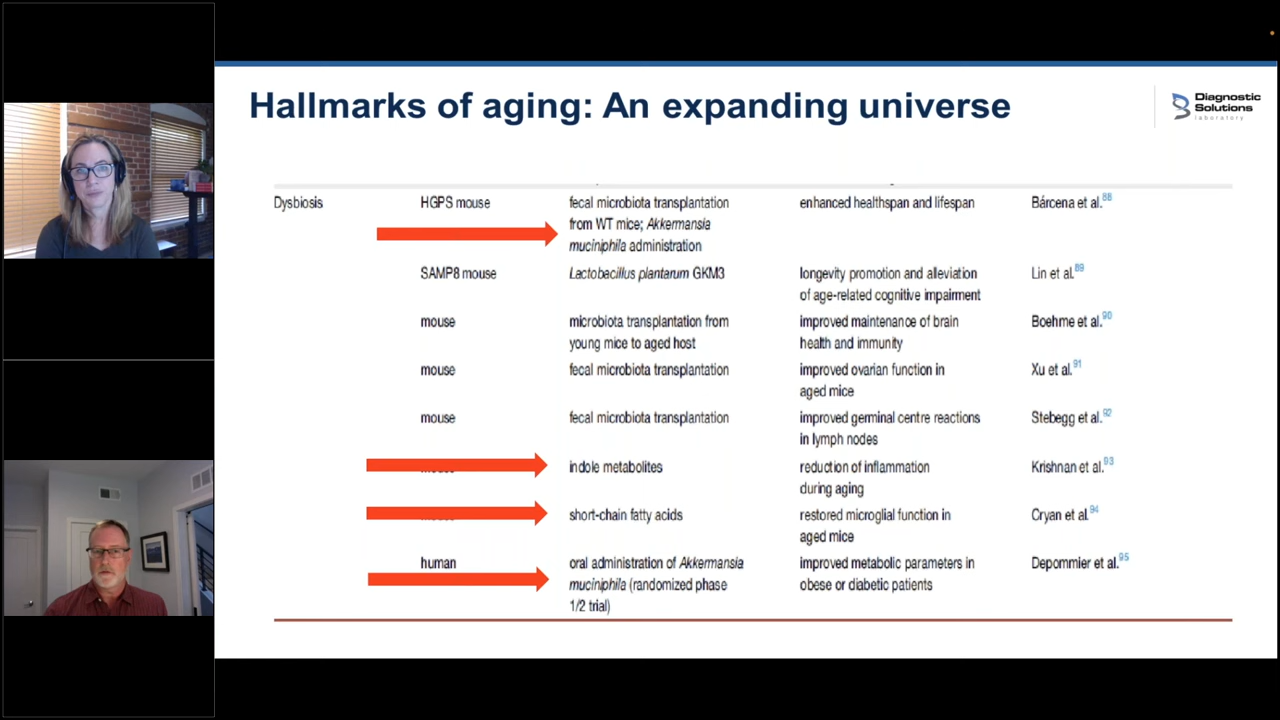 Hallmarks of aging: An expanding universe
Diagnostic
Solutions
laboratory
Dysbiosis
HGPS mouse
fecal microbiota transplantation
from WT mice; Akkermansia
muciniphila administration
enhanced healthspan and lifespan
Bárcena et al.88
SAMP8 mouse
Lactobacillus plantarum GKM3
longevity promotion and alleviation
of age-related cognitive impairment
Lin et al.89
mouse
microbiota transplantation from
young mice to aged host
improved maintenance of brain
health and immunity
Boehme et al.90
mouse
fecal microbiota transplantation
improved ovarian function in
aged mice
Xu et al.91
mouse
fecal microbiota transplantation
improved germinal centre reactions
in lymph nodes
Stebegg et al.92
indole metabolites
reduction of inflammation
during aging
Krishnan et al.93
short-chain fatty acids
restored microglial function in
aged mice
Cryan et al.94
human
oral administration of Akkermansia
muciniphila (randomized phase
1/2 trial)
improved metabolic parameters in
obese or diabetic patients
Depommier et al.95